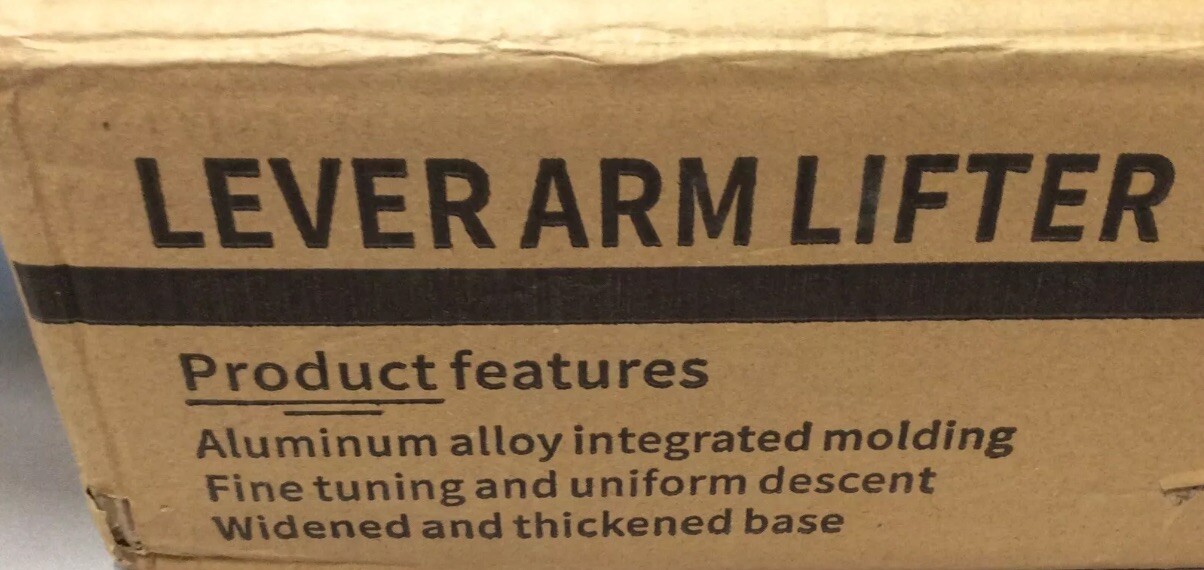 LEVER ARM LIFTER
Product features
Aluminum alloy integrated molding
Fine tuning and uniform descent
Widened and thickened base